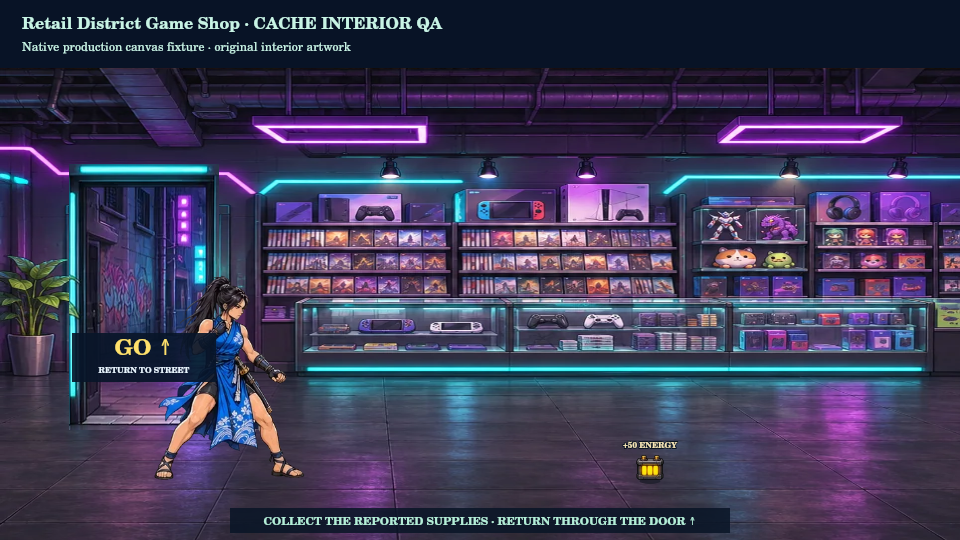 Retail District Game Shop · CACHE INTERIOR QA
Native production canvas fixture · original interior artwork
GO ↑
RETURN TO STREET
+50 ENERGY
COLLECT THE REPORTED SUPPLIES · RETURN THROUGH THE DOOR ↑